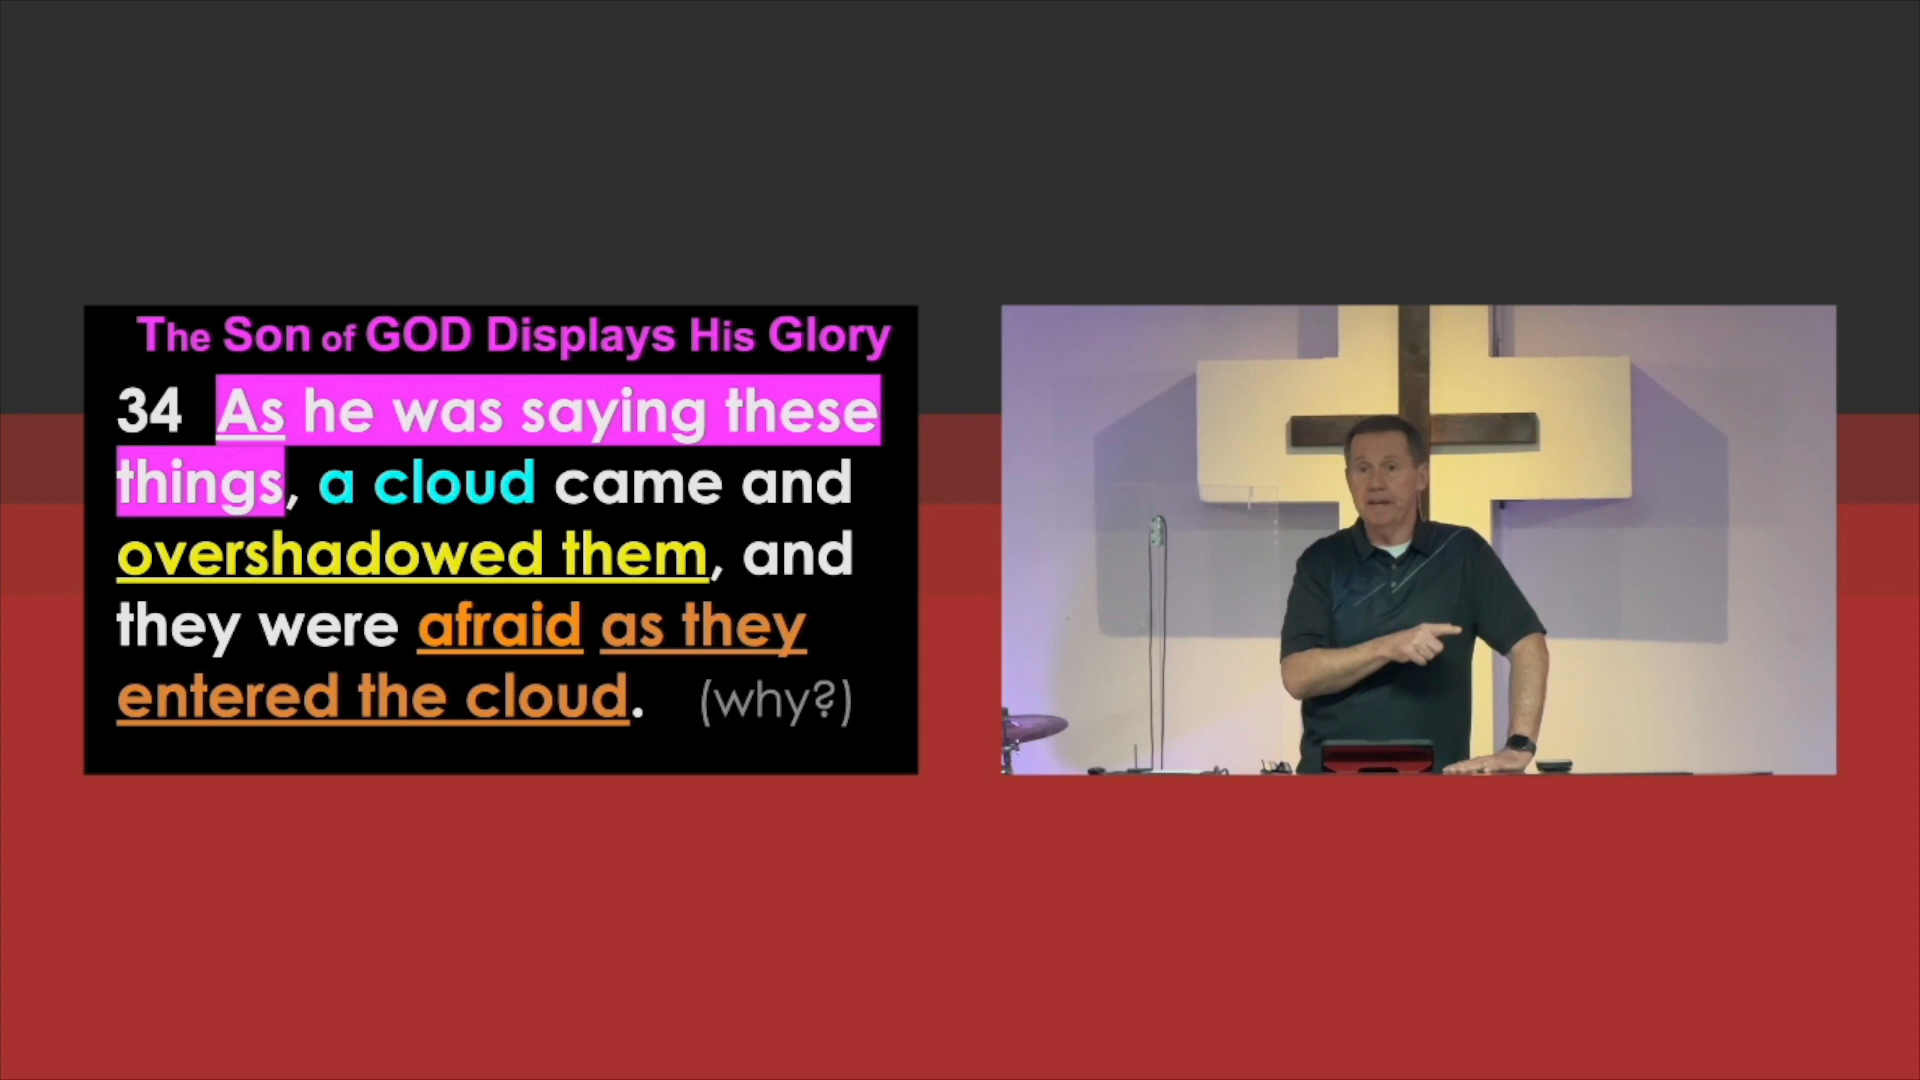 The Son of GOD Displays His Glory
34 As he was saying these
things, a cloud came and
overshadowed them, and
they were afraid as they
entered the cloud. (why?)